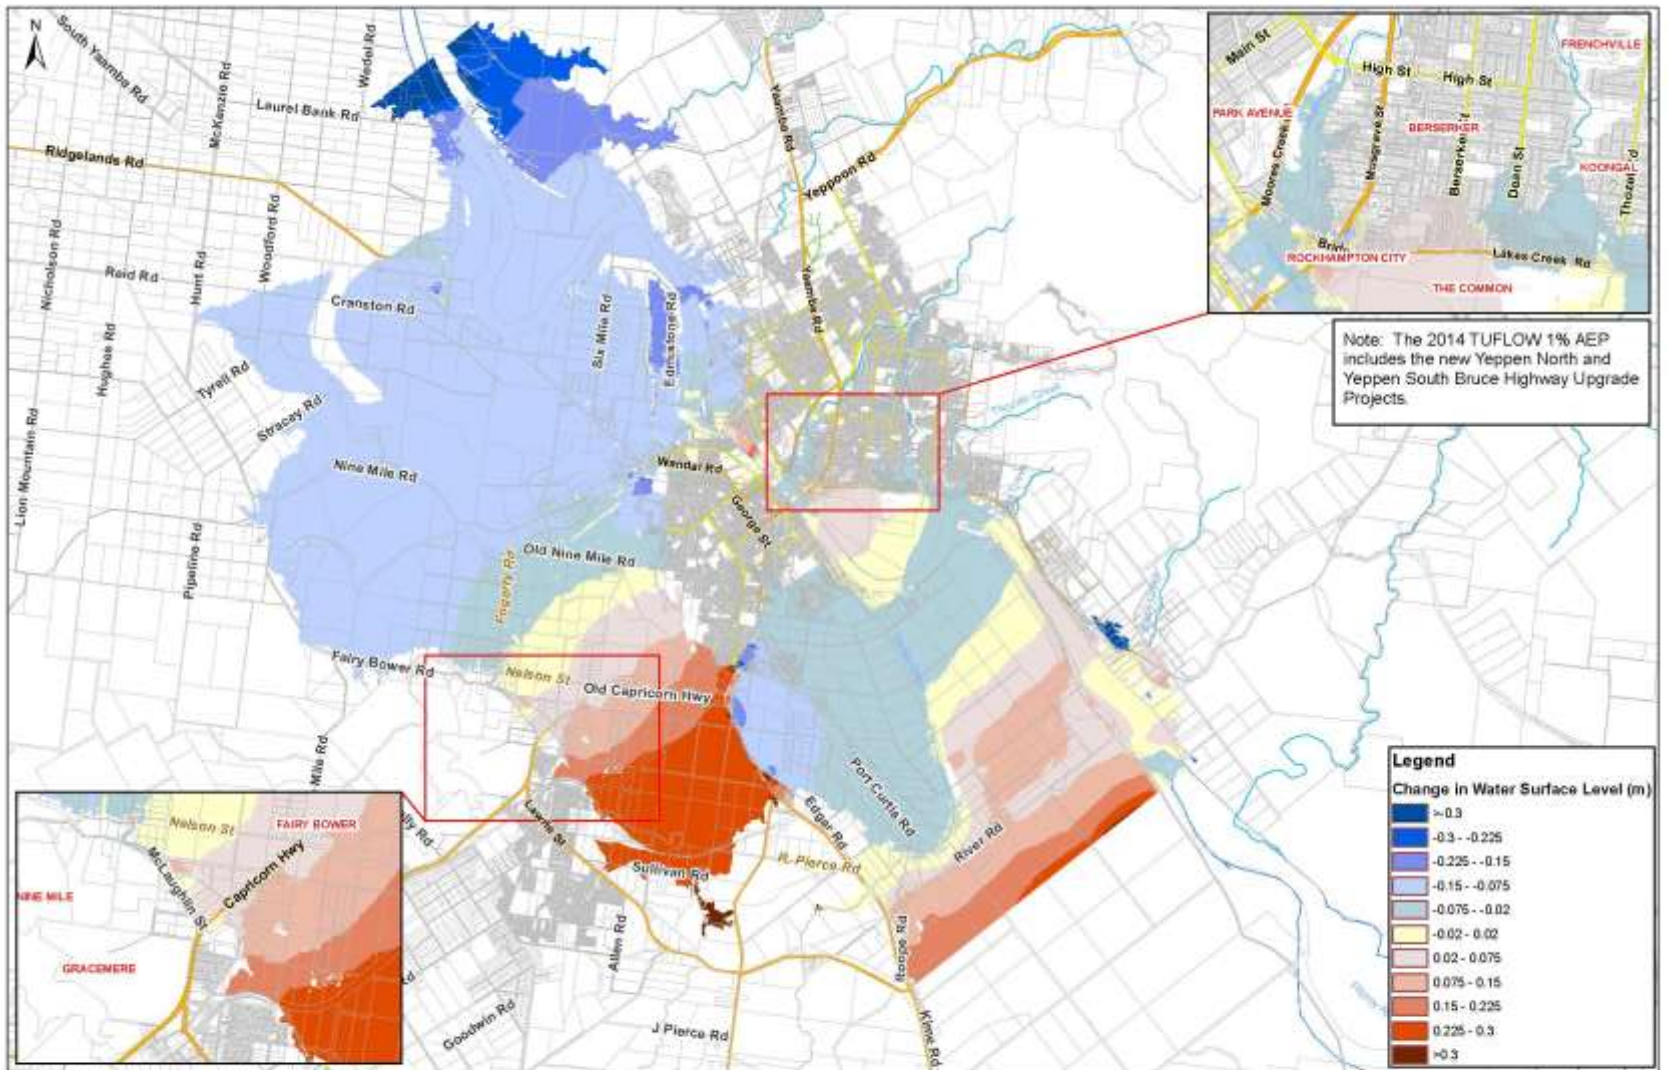 N
South Yaamba Rd
McKenzie Rd
Wedel Rd
Laurel Bank Rd
Ridgelands Rd
Woodford Rd
Nicholson Rd
Reid Rd
Hunt Rd
Cranston Rd
Hughes Rd
Tyrell Rd
Stracey Rd
Lion Mountain Rd
Nine Mile Rd
Pipeline Rd
Six Mile Rd
Edmistone Rd
Yaamba Rd
Yeppoon Rd
Yaamba Rd
Wandal Rd
George St
Old Nine Mile Rd
Fogarty Rd
Fairy Bower Rd
Nelson St
Old Capricorn Hwy
Mile Rd
Lawrie St
Sullivan Rd
Allen Rd
Goodwin Rd
J Pierce Rd
Edgar Rd
Port Curtis Rd
River Rd
Roope Rd
Kime Rd
Main St
FRENCHVILLE
High St
High St
PARK AVENUE
BERSERKER
KOONGAL
Moores Creek
Musgrave St
Dean St
ROCKHAMPTON CITY
Lakes Creek Rd
THE COMMON
Note: The 2014 TUFLOW 1% AEP
includes the new Yeppen North and
Yeppen South Bruce Highway Upgrade
Projects.
Nelson St
FAIRY BOWER
McLaughlin St
Capricorn Hwy
NINE MILE
GRACEMERE
Rd
Legend
Change in Water Surface Level (m)
>-0.3
-0.3 - -0.225
-0.225 - -0.15
-0.15 - -0.075
-0.075 - -0.02
-0.02 - 0.02
0.02 - 0.075
0.075 - 0.15
0.15 - 0.225
0.225 - 0.3
>0.3